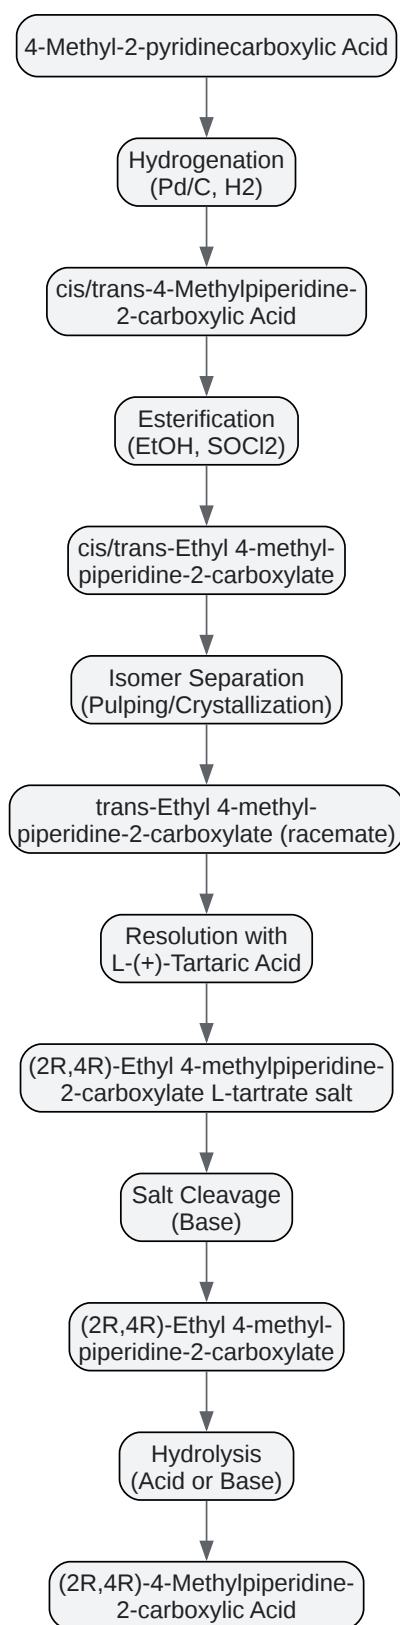 4-Methyl-2-pyridinecarboxylic Acid
Hydrogenation
(Pd/C, H2)
cis/trans-4-Methylpiperidine-
2-carboxylic Acid
Esterification
(EtOH, SOCl2)
cis/trans-Ethyl 4-methyl-
piperidine-2-carboxylate
Isomer Separation
(Pulping/Crystallization)
trans-Ethyl 4-methyl-
piperidine-2-carboxylate (racemate)
Resolution with
L-(+)-Tartaric Acid
(2R,4R)-Ethyl 4-methylpiperidine-
2-carboxylate L-tartrate salt
Salt Cleavage
(Base)
(2R,4R)-Ethyl 4-methyl-
piperidine-2-carboxylate
Hydrolysis
(Acid or Base)
(2R,4R)-4-Methylpiperidine-
2-carboxylic Acid